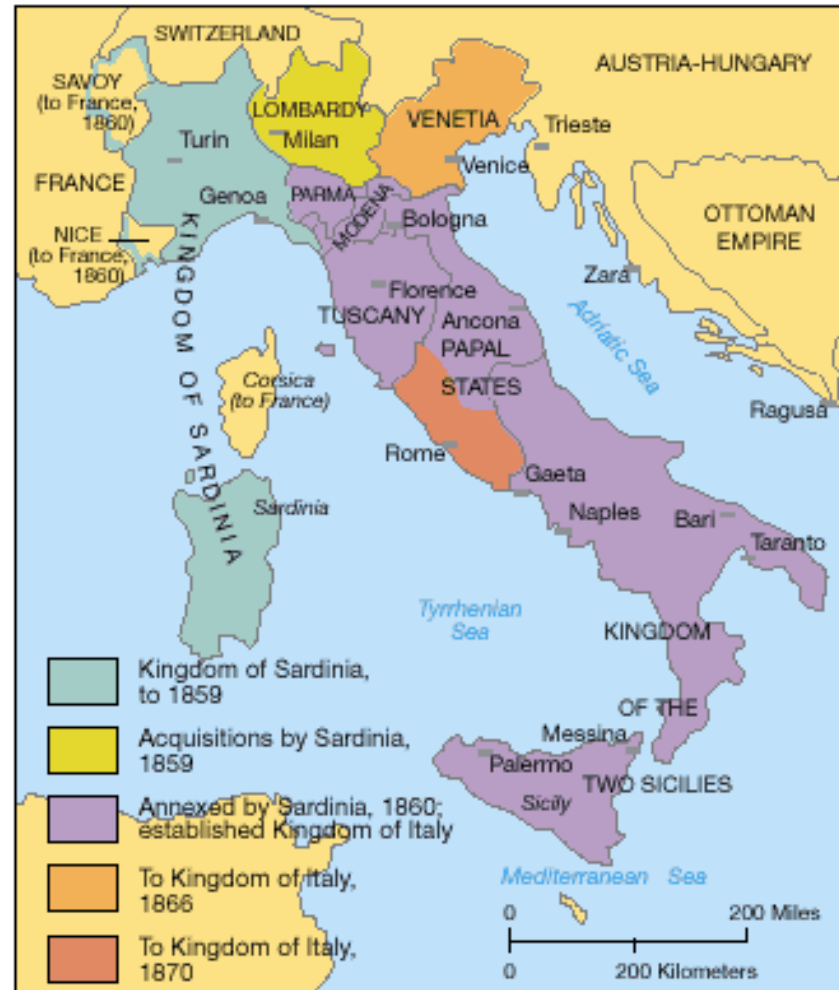 SWITZERLAND
AUSTRIA-HUNGARY
SAVOY
(to France,
1860)
LOMBARDY
Milan
VENETIA
Trieste
Turin
Venice
FRANCE
Genoa
PARMA
MODENA
Bologna
OTTOMAN
EMPIRE
NICE
(to France,
1860)
KINGDOM OF SARDINIA
Zara
Florence
TUSCANY
Ancona
PAPAL
STATES
Adriatic Sea
Corsica
(to France)
Ragusa
Rome
Gaeta
Sardinia
Naples
Bari
Taranto
Tyrrhenian
Sea
KINGDOM
OF THE
TWO SICILIES
Messina
Palermo
Sicily
Mediterranean Sea
Kingdom of Sardinia,
to 1859
Acquisitions by Sardinia,
1859
Annexed by Sardinia, 1860;
established Kingdom of Italy
To Kingdom of Italy,
1866
To Kingdom of Italy,
1870
0 200 Miles
0 200 Kilometers